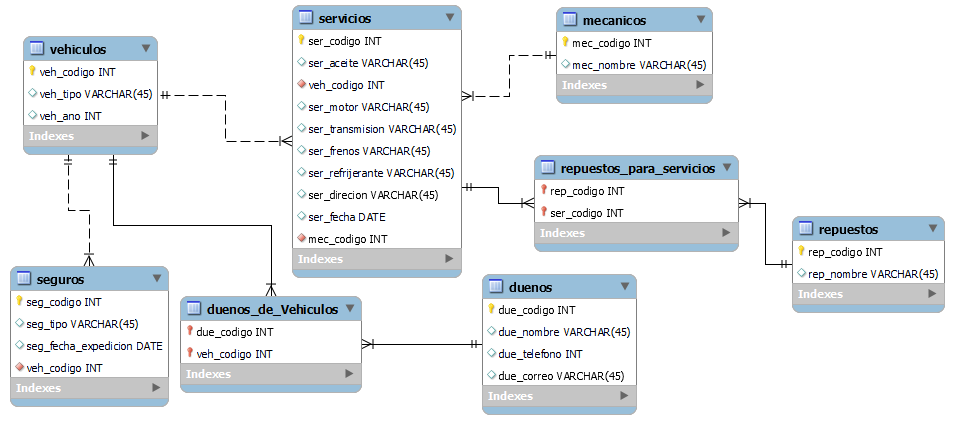 vehiculos
veh_codigo INT
veh_tipo VARCHAR(45)
veh_ano INT
Indexes
servicios
ser_codigo INT
ser_aceite VARCHAR(45)
veh_codigo INT
ser_motor VARCHAR(45)
ser_transmision VARCHAR(45)
ser_frenos VARCHAR(45)
ser_refrijerante VARCHAR(45)
ser_direcion VARCHAR(45)
ser_fecha DATE
mec_codigo INT
Indexes
mecanicos
mec_codigo INT
mec_nombre VARCHAR(45)
Indexes
repuestos_para_servicios
rep_codigo INT
ser_codigo INT
Indexes
repuestos
rep_codigo INT
rep_nombre VARCHAR(45)
Indexes
seguros
seg_codigo INT
seg_tipo VARCHAR(45)
seg_fecha_expedicion DATE
veh_codigo INT
Indexes
duenos_de_Vehiculos
due_codigo INT
veh_codigo INT
Indexes
duenos
due_codigo INT
due_nombre VARCHAR(45)
due_telefono INT
due_correo VARCHAR(45)
Indexes